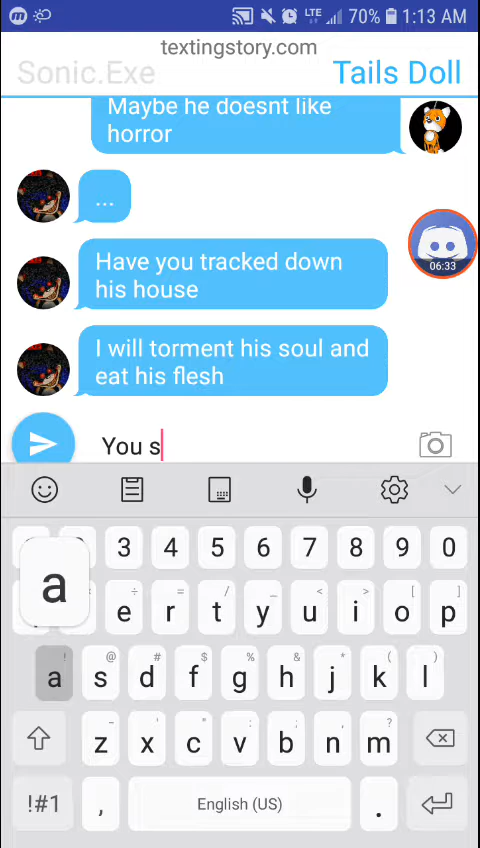 LTE 70% 1:13 AM
textingstory.com
Sonic.Exe Tails Doll
Maybe he doesnt like
horror
...
Have you tracked down
his house
06:33
I will torment his soul and
eat his flesh
You s
3 4 5 6 7 8 9 0
a
e r t y u i o p
÷ = / _ < > [ ]
! @ # $ % & * ( )
a s d f g h j k l
- ' " : ; , ?
z x c v b n m
!#1 , English (US) .